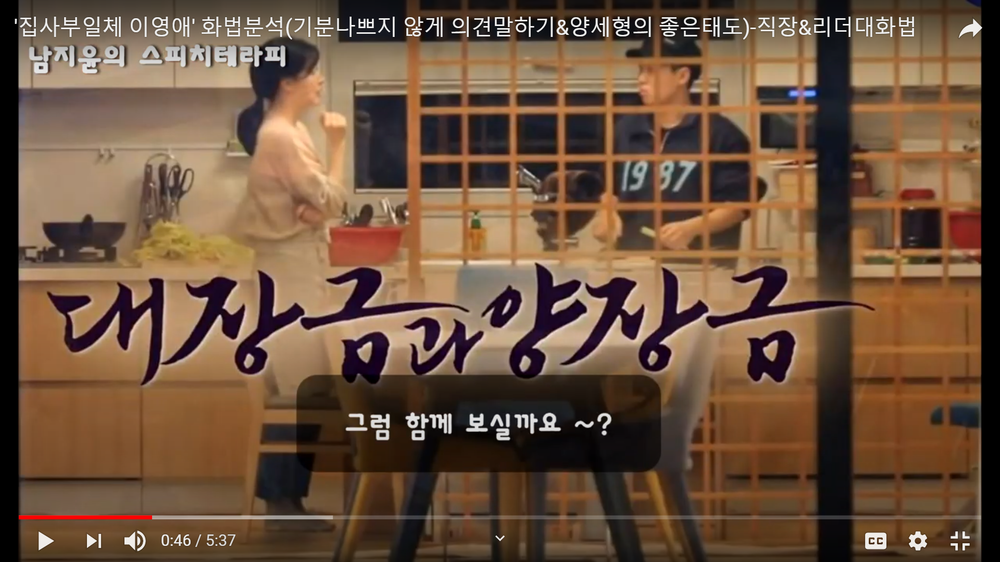 '집사부일체 이영애' 화법분석(기분나쁘지 않게 의견말하기&양세형의 좋은태도)-직장&리더대화법
남지윤의 스피치테라피
1987
대장금과 양장금
그럼 함께 보실까요 ~?
0:46 / 5:37
CC